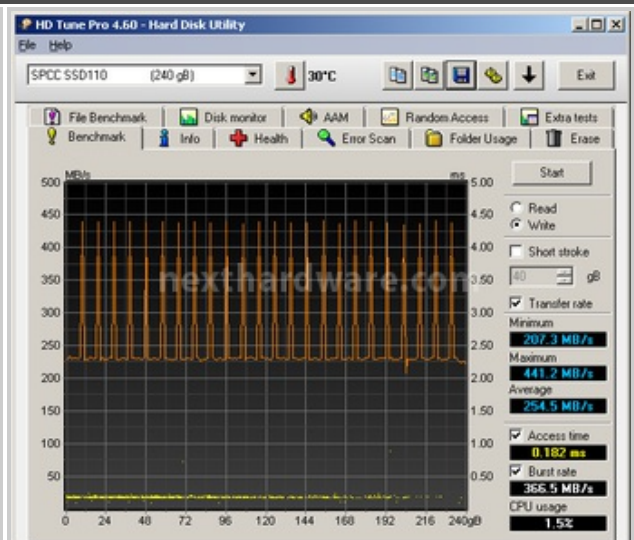 HD Tune Pro 4.60 - Hard Disk Utility
File Help
SPCC SSD110 (240 gB) 30°C Exit
File Benchmark Disk monitor AAM Random Access Extra tests
Benchmark Info Health Error Scan Folder Usage Erase
MB/s ms
Start
500 5.00
Read
450 4.50
Write
400 4.00
Short stroke
nexthardware.com
350 3.50
40 gB
Transfer rate
300 3.00
Minimum
207.3 MB/s
250 2.50
Maximum
441.2 MB/s
200 2.00
Average
254.5 MB/s
150 1.50
Access time
100 1.00
0.182 ms
Burst rate
50 0.50
366.5 MB/s
CPU usage
1.5%
0 24 48 72 96 120 144 168 192 216 240gB